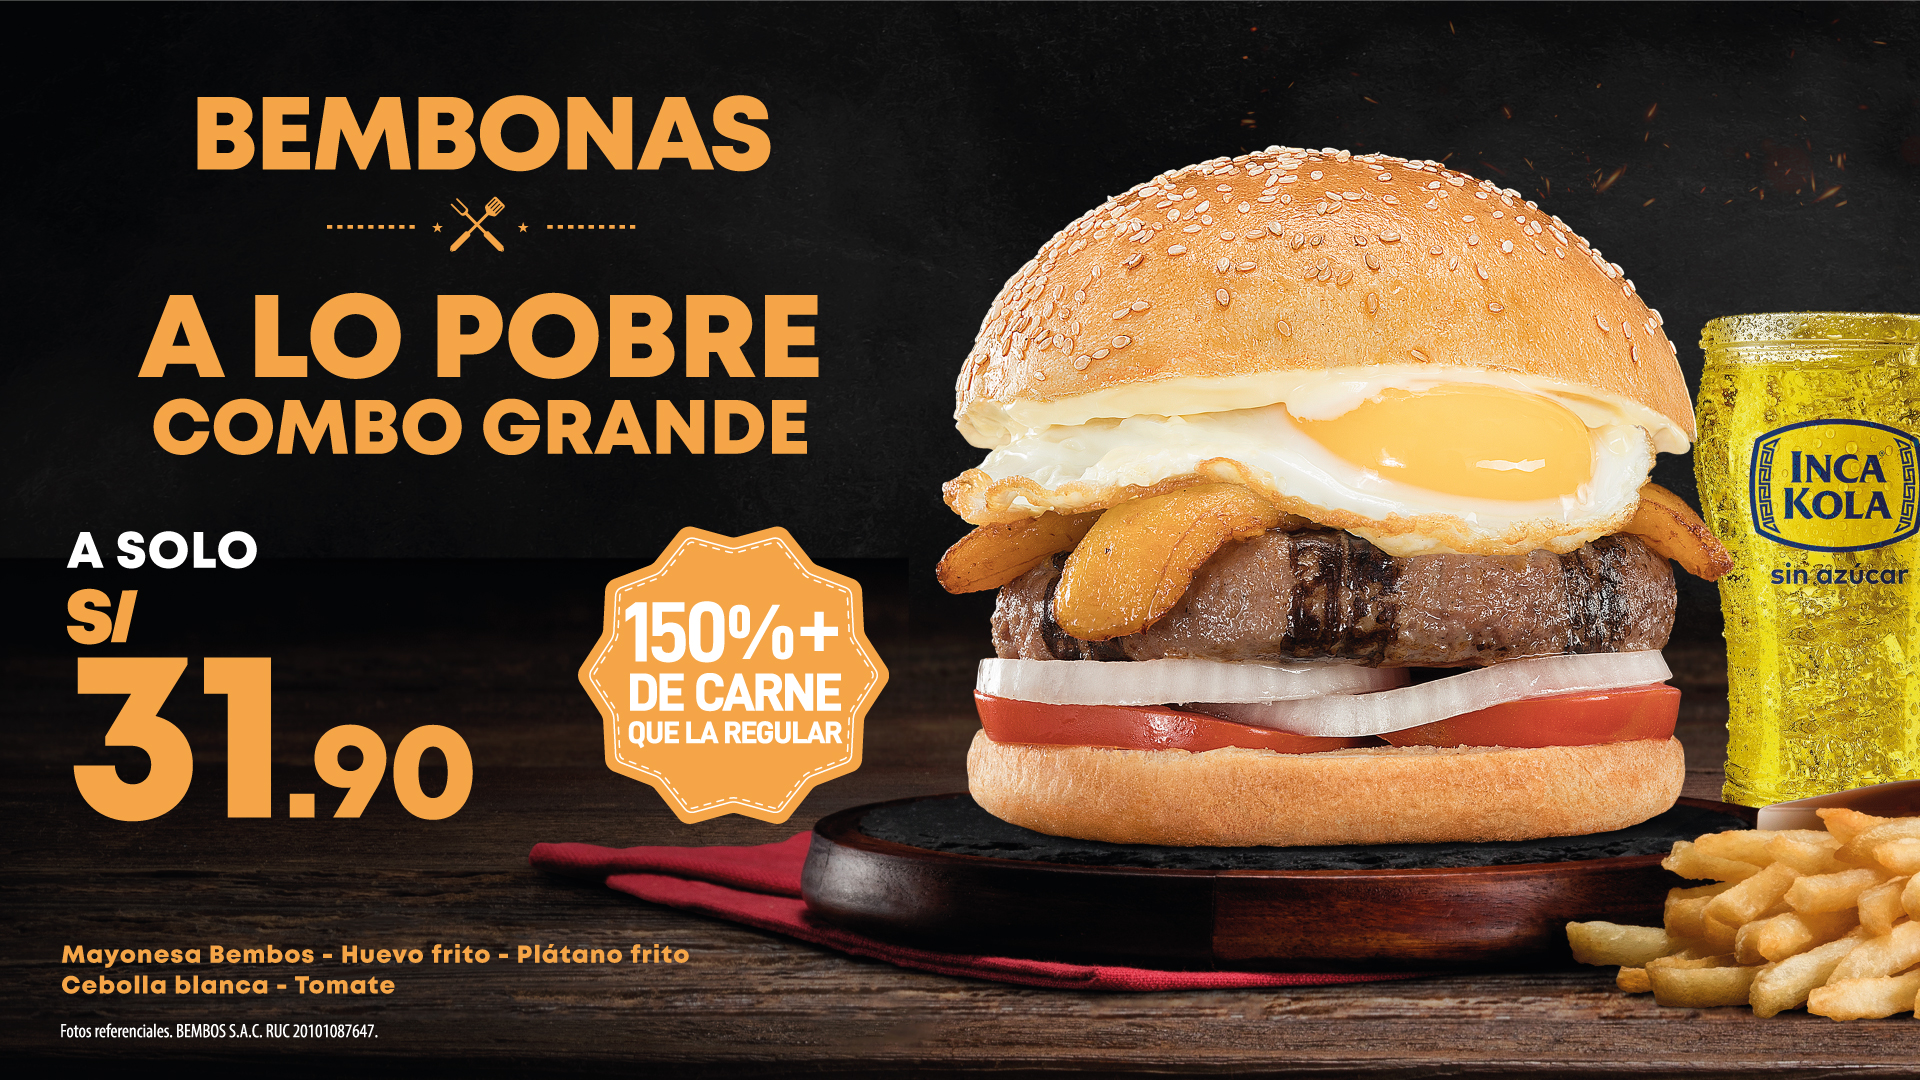 BEMBONAS
A LO POBRE
COMBO GRANDE
A SOLO
S/
31.90
150%+
DE CARNE
QUE LA REGULAR
INCA
KOLA
sin azúcar
Mayonesa Bembos - Huevo frito - Plátano frito
Cebolla blanca - Tomate
Fotos referenciales. BEMBOS S.A.C. RUC 20101087647.